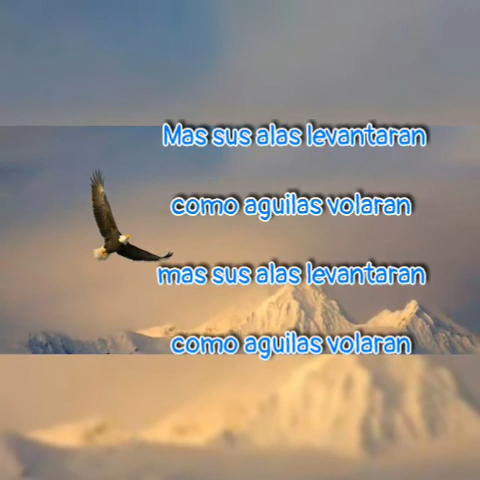 Mas sus alas levantaran
como aguilas volaran
mas sus alas levantaran
como aguilas volaran